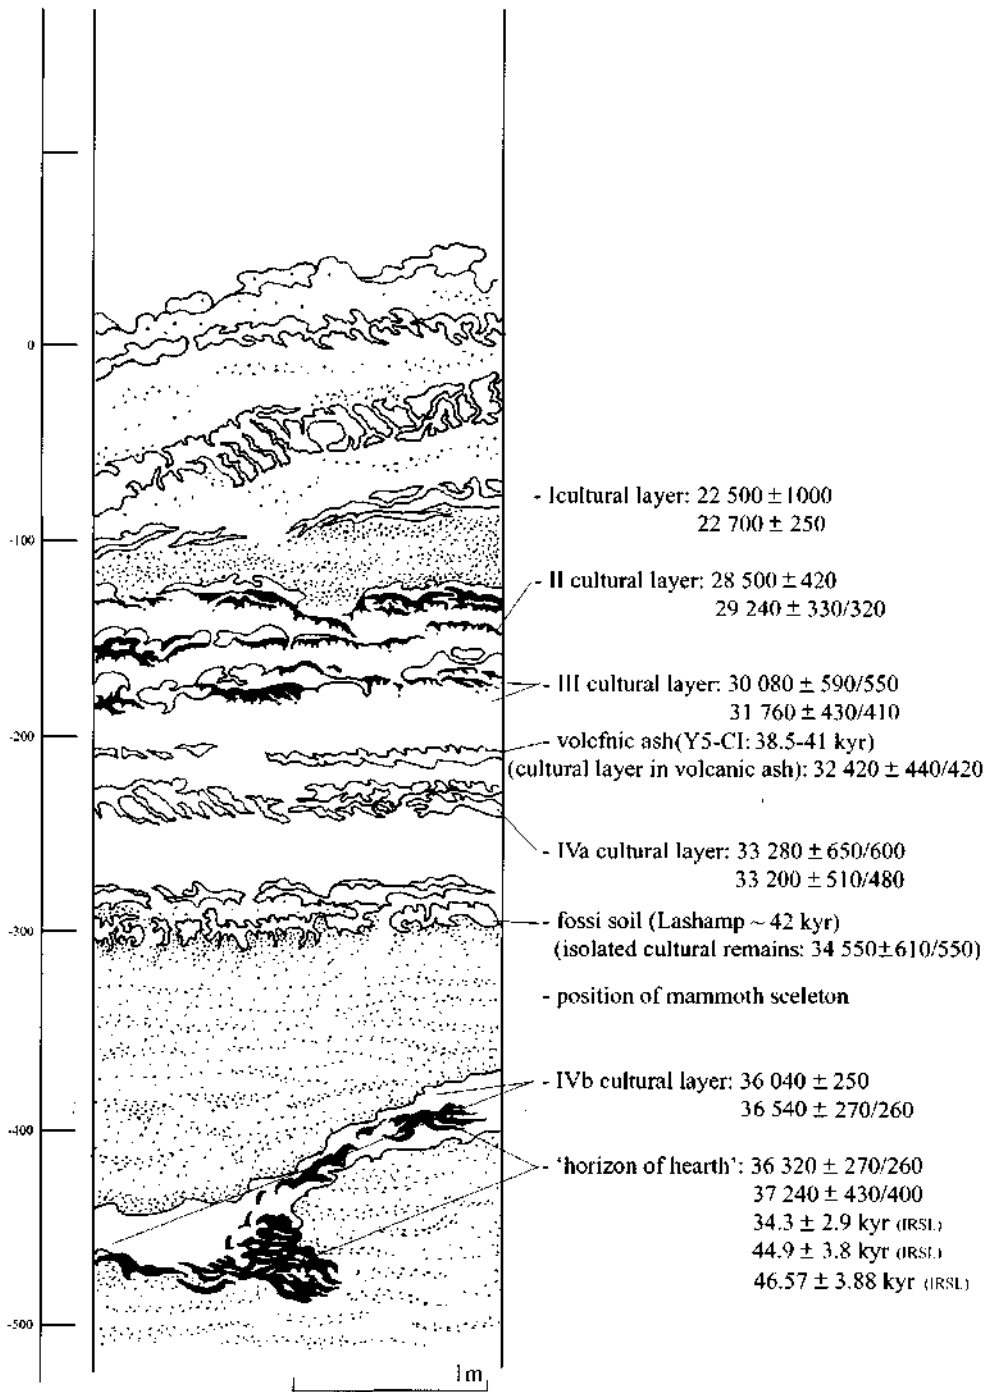 0
-100
-200
-300
-400
-500
- Icultural layer: 22 500 ± 1000
22 700 ± 250
- II cultural layer: 28 500 ± 420
29 240 ± 330/320
- III cultural layer: 30 080 ± 590/550
31 760 ± 430/410
- volcfnic ash(Y5-CI: 38.5-41 kyr)
(cultural layer in volcanic ash): 32 420 ± 440/420
- IVa cultural layer: 33 280 ± 650/600
33 200 ± 510/480
- fossi soil (Lashamp ~ 42 kyr)
(isolated cultural remains: 34 550±610/550)
- position of mammoth sceleton
- IVb cultural layer: 36 040 ± 250
36 540 ± 270/260
- 'horizon of hearth': 36 320 ± 270/260
37 240 ± 430/400
34.3 ± 2.9 kyr (IRSL)
44.9 ± 3.8 kyr (IRSL)
46.57 ± 3.88 kyr (IRSL)
1m